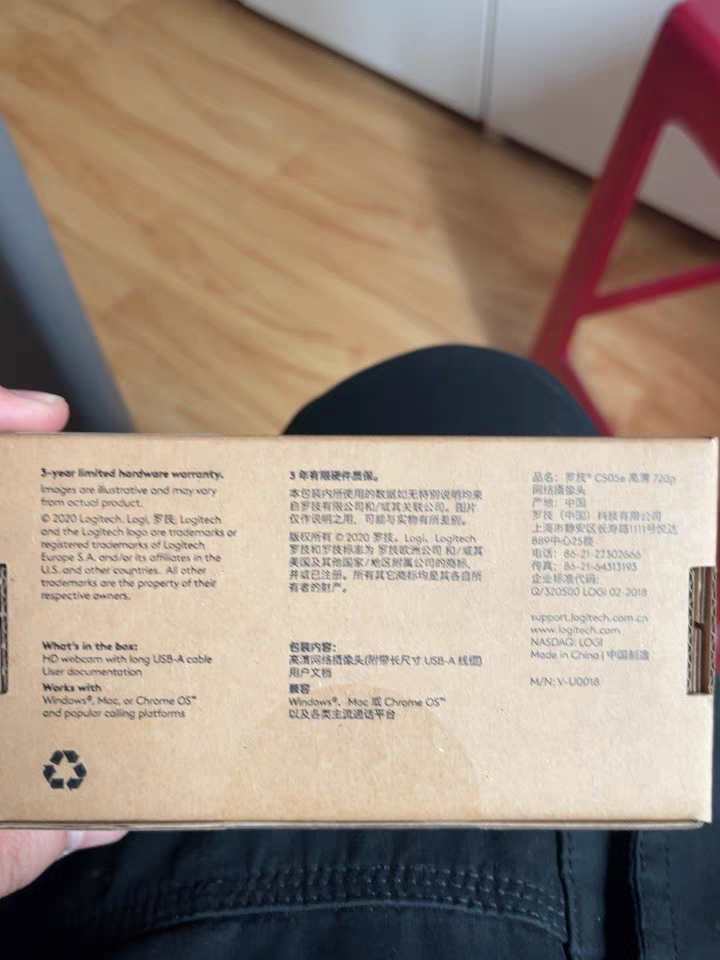 3-year limited hardware warranty.
Images are illustrative and may vary
from actual product.
© 2020 Logitech. Logi, 罗技, Logitech
and the Logitech logo are trademarks or
registered trademarks of Logitech
Europe S.A. and/or its affiliates in the
U.S. and other countries. All other
trademarks are the property of their
respective owners.
What's in the box:
HD webcam with long USB-A cable
User documentation
Works with
Windows®, Mac, or Chrome OS™
and popular calling platforms
3 年有限硬件质保。
本包装内所使用的数据如无特别说明均来
自罗技有限公司和/或其关联公司。图片
仅作说明之用，可能与实物有所差别。
版权所有 © 2020 罗技。Logi、Logitech
罗技和罗技标志为 罗技欧洲公司 和/或其
美国及其他国家/地区附属公司的商标，
并或已注册。所有其它商标均是其各自所
有者的财产。
包装内容：
高清网络摄像头(附带长尺寸 USB-A 线缆)
用户文档
兼容
Windows®、Mac 或 Chrome OS™
以及各类主流通话平台
品名：罗技® C505e 高清 720p
网络摄像头
产地：中国
罗技（中国）科技有限公司
上海市静安区长寿路1111号悦达
889中心25楼
电话：86-21-22302666
传真：86-21-64313193
企业标准代码：
Q/320500 LOGI 02-2018
support.logitech.com.cn
www.logitech.com
NASDAQ: LOGI
Made in China | 中国制造
M/N: V-U0018